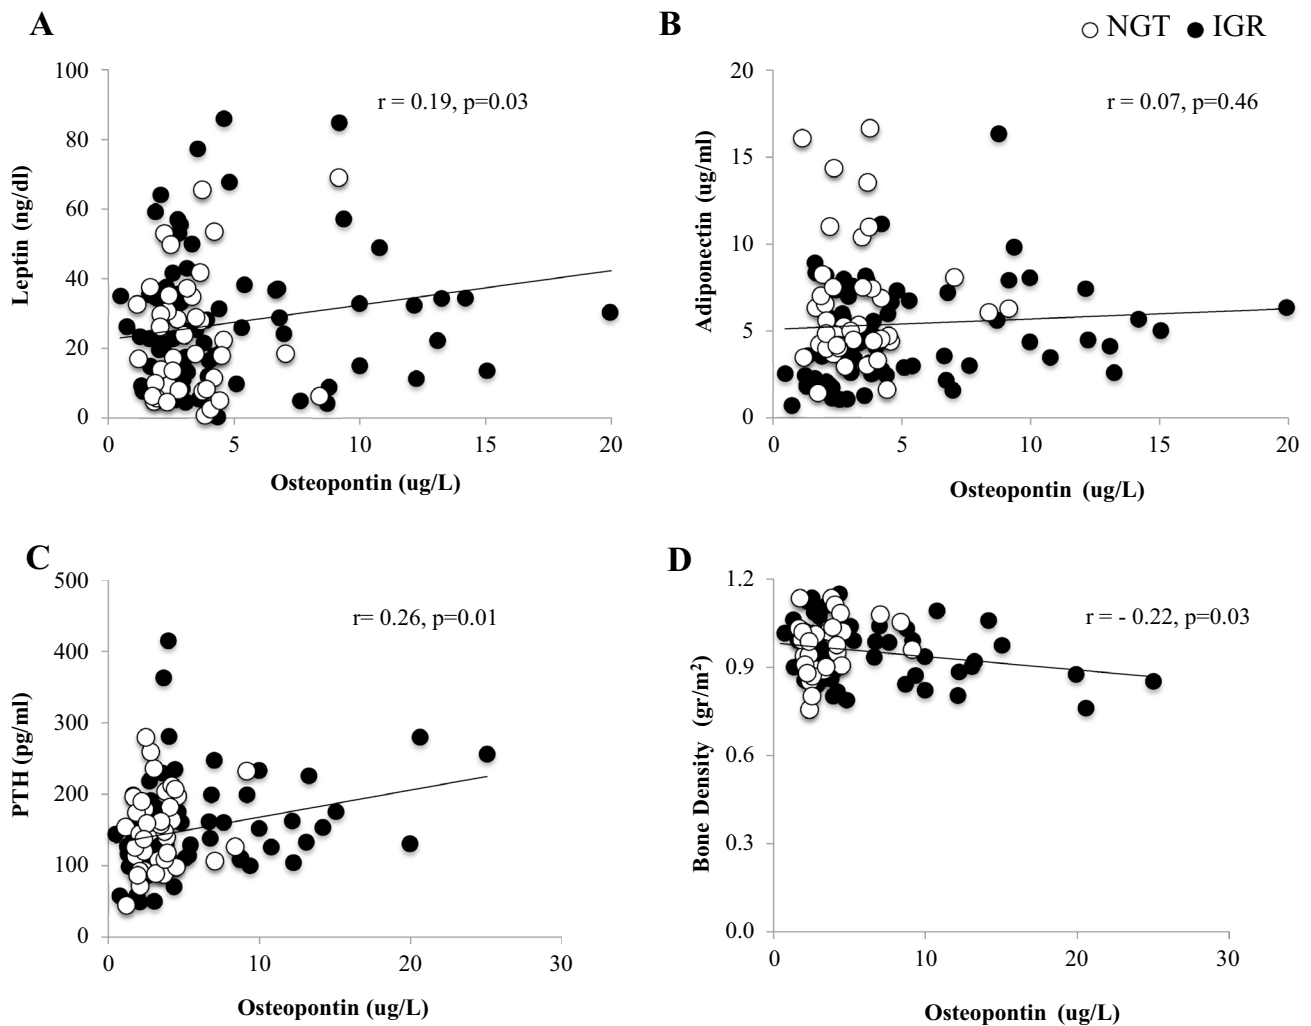 A
B
NGT IGR
r = 0.19, p=0.03
r = 0.07, p=0.46
Leptin (ng/dl)
100
80
60
40
20
0
0 5 10 15 20
Osteopontin (ug/L)
Adiponectin (ug/ml)
20
15
10
5
0
0 5 10 15 20
Osteopontin (ug/L)
C
D
r= 0.26, p=0.01
r = - 0.22, p=0.03
PTH (pg/ml)
500
400
300
200
100
0
0 10 20 30
Osteopontin (ug/L)
Bone Density (gr/m²)
1.2
0.9
0.6
0.3
0.0
0 10 20 30
Osteopontin (ug/L)